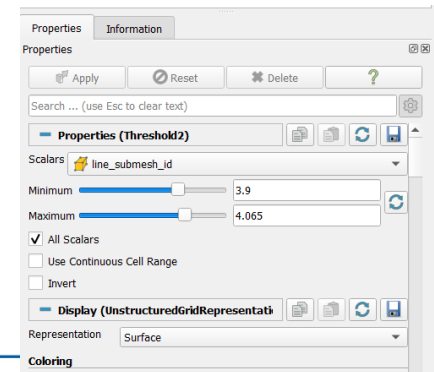 Properties Information
Properties
Apply Reset Delete ?
Search ... (use Esc to clear text)
Properties (Threshold2)
Scalars line_submesh_id
Minimum 3.9
Maximum 4.065
All Scalars
Use Continuous Cell Range
Invert
Display (UnstructuredGridRepresentati
Representation Surface
Coloring